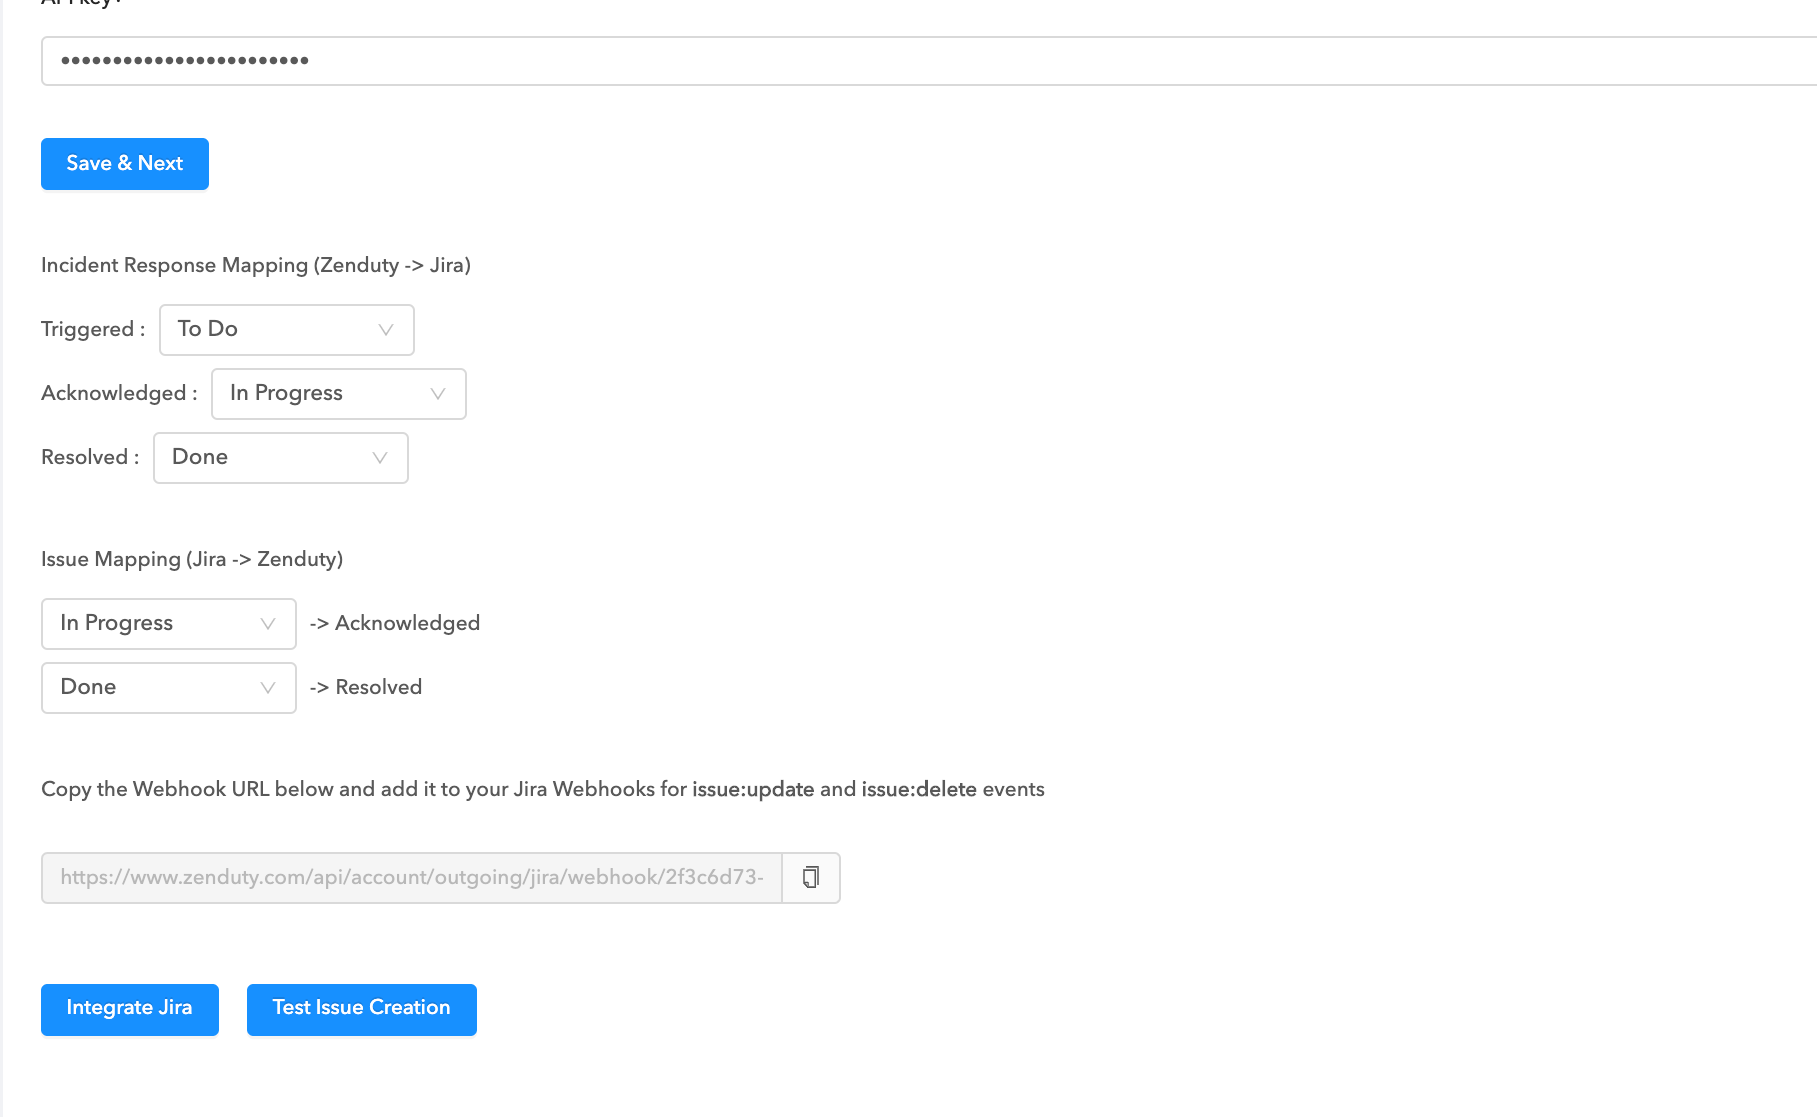 ••••••••••••••••••••••••
Save & Next
Incident Response Mapping (Zenduty -> Jira)
Triggered : To Do
Acknowledged : In Progress
Resolved : Done
Issue Mapping (Jira -> Zenduty)
In Progress -> Acknowledged
Done -> Resolved
Copy the Webhook URL below and add it to your Jira Webhooks for issue:update and issue:delete events
https://www.zenduty.com/api/account/outgoing/jira/webhook/2f3c6d73-
Integrate Jira Test Issue Creation